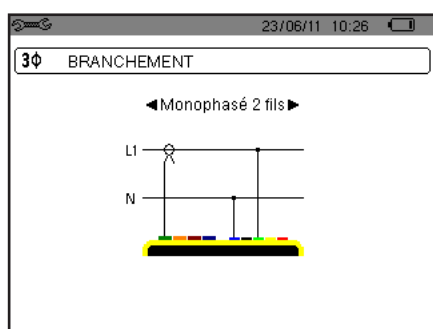 23/06/11 10:26
3Φ BRANCHEMENT
◄Monophasé 2 fils►
L1
N